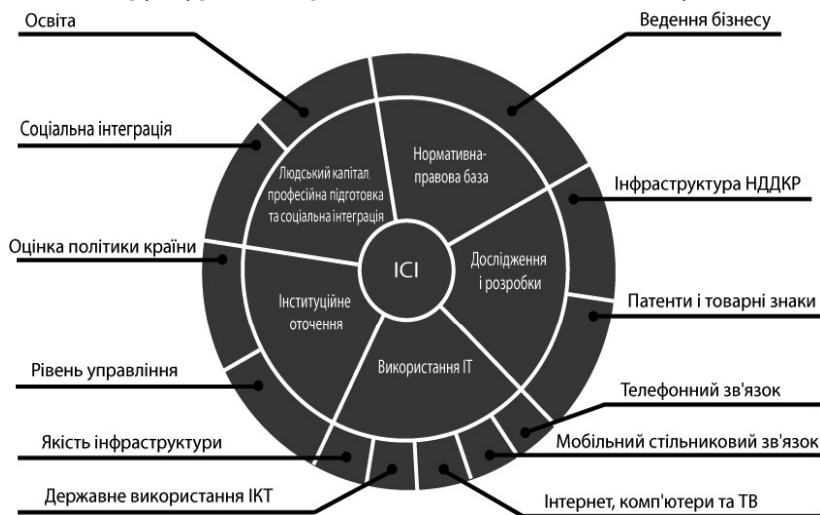 Освіта
Ведення бізнесу
Соціальна інтеграція
Нормативна-
правова база
Людський капітал,
професійна підготовка
та соціальна інтеграція
Інфраструктура НДДКР
Оцінка політики країни
ІСІ
Дослідження
і розробки
Інституційне
оточення
Патенти і товарні знаки
Використання ІТ
Рівень управління
Телефонний зв'язок
Якість інфраструктури
Мобільний стільниковий зв'язок
Державне використання ІКТ
Інтернет, комп'ютери та ТВ